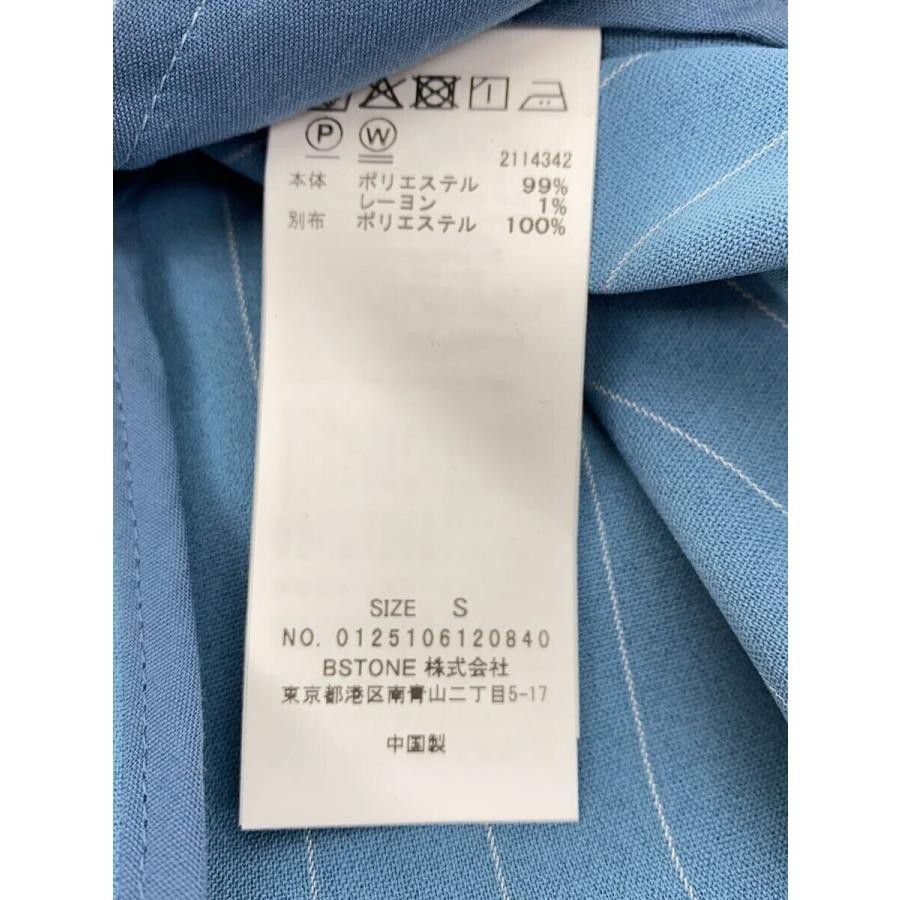 P W
2114342
本体 ポリエステル 99%
レーヨン 1%
別布 ポリエステル 100%
SIZE S
NO. 0125106120840
BSTONE 株式会社
東京都港区南青山二丁目5-17
中国製